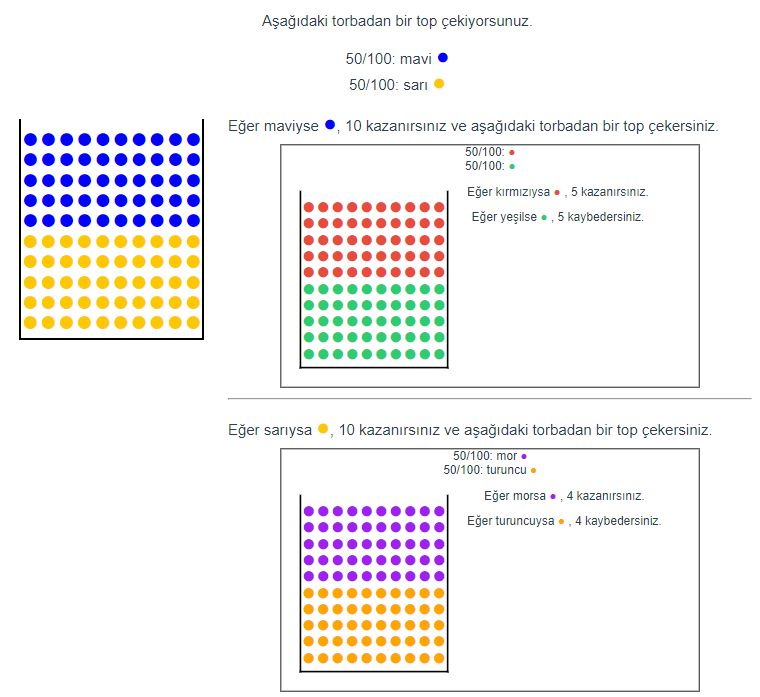 Aşağıdaki torbadan bir top çekiyorsunuz.
50/100: mavi
50/100: sarı
Eğer maviyse , 10 kazanırsınız ve aşağıdaki torbadan bir top çekersiniz.
50/100:
50/100:
Eğer kırmızıysa , 5 kazanırsınız.
Eğer yeşilse , 5 kaybedersiniz.
Eğer sarıysa , 10 kazanırsınız ve aşağıdaki torbadan bir top çekersiniz.
50/100: mor
50/100: turuncu
Eğer morsa , 4 kazanırsınız.
Eğer turuncuysa , 4 kaybedersiniz.